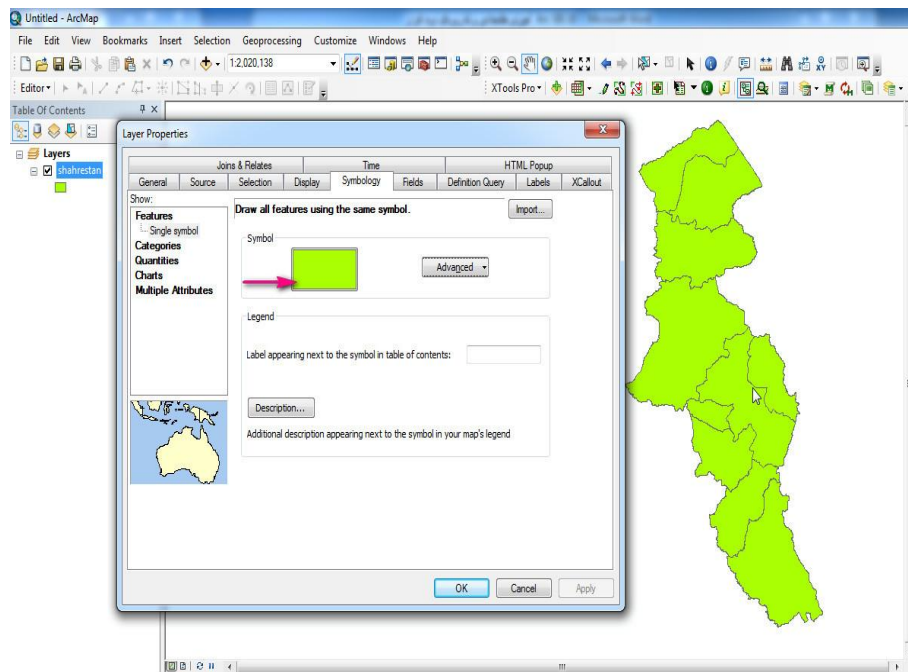 Untitled - ArcMap
File Edit View Bookmarks Insert Selection Geoprocessing Customize Windows Help
1:2,020,138
Editor
XTools Pro
Table Of Contents
Layers
shahrestan
Layer Properties
Joins & Relates Time HTML Popup
General Source Selection Display Symbology Fields Definition Query Labels XCallout
Show:
Features
Single symbol
Categories
Quantities
Charts
Multiple Attributes
Draw all features using the same symbol.
Import...
Symbol
Advanced
Legend
Label appearing next to the symbol in table of contents:
Description...
Additional description appearing next to the symbol in your map's legend
OK Cancel Apply